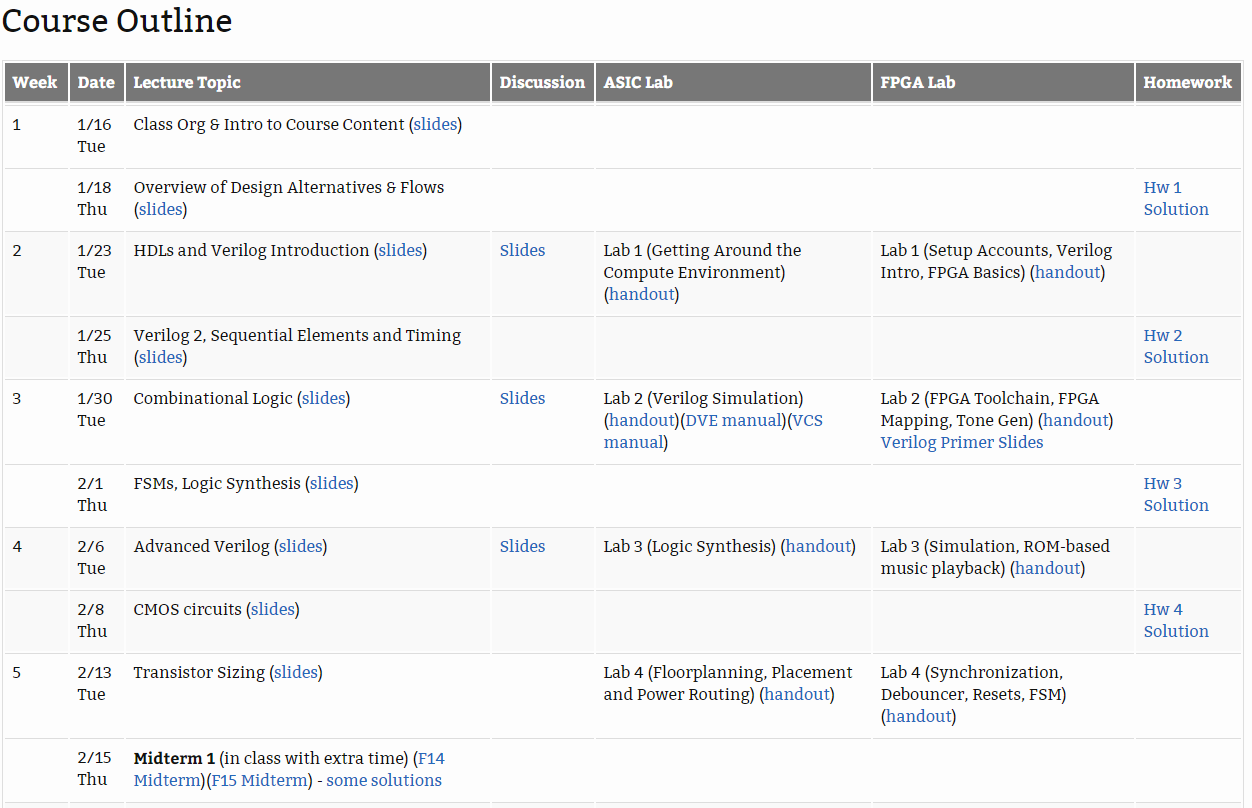 Course Outline
Week Date Lecture Topic Discussion ASIC Lab FPGA Lab Homework
1 1/16 Class Org & Intro to Course Content (slides)
Tue
1/18 Overview of Design Alternatives & Flows Hw 1
Thu (slides) Solution
2 1/23 HDLs and Verilog Introduction (slides) Slides Lab 1 (Getting Around the Lab 1 (Setup Accounts, Verilog
Tue Compute Environment) Intro, FPGA Basics) (handout)
(handout)
1/25 Verilog 2, Sequential Elements and Timing Hw 2
Thu (slides) Solution
3 1/30 Combinational Logic (slides) Slides Lab 2 (Verilog Simulation) Lab 2 (FPGA Toolchain, FPGA
Tue (handout)(DVE manual)(VCS Mapping, Tone Gen) (handout)
manual) Verilog Primer Slides
2/1 FSMs, Logic Synthesis (slides) Hw 3
Thu Solution
4 2/6 Advanced Verilog (slides) Slides Lab 3 (Logic Synthesis) (handout) Lab 3 (Simulation, ROM-based
Tue music playback) (handout)
2/8 CMOS circuits (slides) Hw 4
Thu Solution
5 2/13 Transistor Sizing (slides) Lab 4 (Floorplanning, Placement Lab 4 (Synchronization,
Tue and Power Routing) (handout) Debouncer, Resets, FSM)
(handout)
2/15 Midterm 1 (in class with extra time) (F14
Thu Midterm)(F15 Midterm) - some solutions